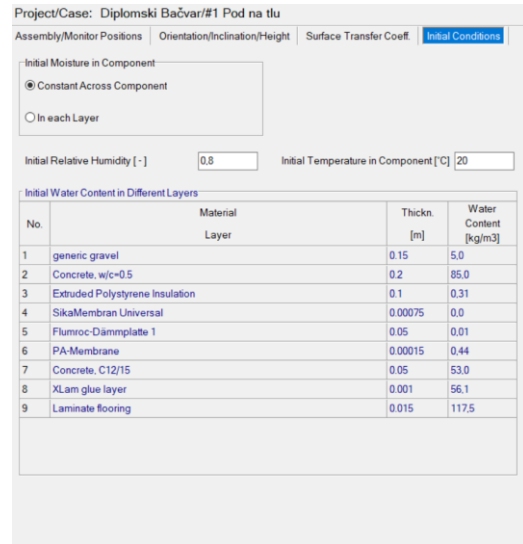 Project/Case: Diplomski Bačvar/#1 Pod na tlu
Assembly/Monitor Positions Orientation/Inclination/Height Surface Transfer Coeff. Initial Conditions
Initial Moisture in Component
Constant Across Component
In each Layer
Initial Relative Humidity [ - ] 0,8 Initial Temperature in Component [°C] 20
Initial Water Content in Different Layers
No. Material Layer Thickn. [m] Water Content [kg/m3]
1 generic gravel 0.15 5,0
2 Concrete, w/c=0.5 0.2 85,0
3 Extruded Polystyrene Insulation 0.1 0,31
4 SikaMembran Universal 0.00075 0,0
5 Flumroc-Dämmplatte 1 0.05 0,01
6 PA-Membrane 0.00015 0,44
7 Concrete, C12/15 0.05 53,0
8 XLam glue layer 0.001 56,1
9 Laminate flooring 0.015 117,5